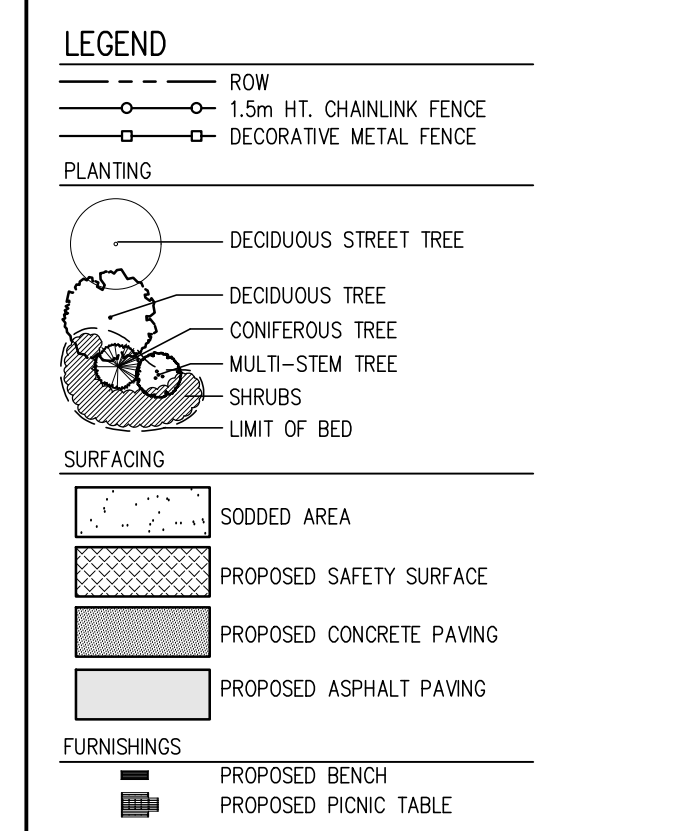 LEGEND
ROW
1.5m HT. CHAINLINK FENCE
DECORATIVE METAL FENCE
PLANTING
DECIDUOUS STREET TREE
DECIDUOUS TREE
CONIFEROUS TREE
MULTI-STEM TREE
SHRUBS
LIMIT OF BED
SURFACING
SODDED AREA
PROPOSED SAFETY SURFACE
PROPOSED CONCRETE PAVING
PROPOSED ASPHALT PAVING
FURNISHINGS
PROPOSED BENCH
PROPOSED PICNIC TABLE